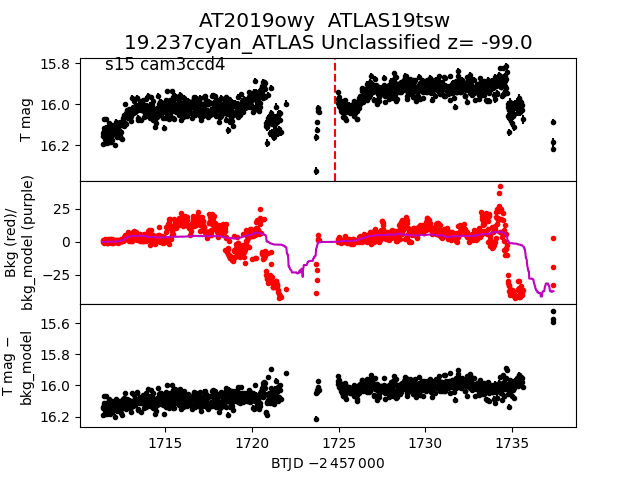 AT2019owy  ATLAS19tsw
19.237cyan_ATLAS Unclassified z= -99.0
s15 cam3ccd4
15.8
16.0
16.2
T mag
25
0
−25
Bkg (red)/
bkg_model (purple)
15.6
15.8
16.0
16.2
T mag −
bkg_model
1715 1720 1725 1730 1735
BTJD −2 457 000